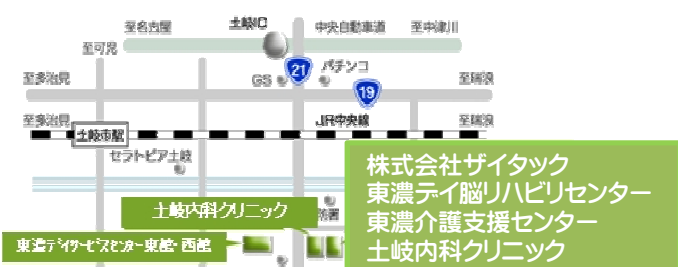 至名古屋
土岐IC
中央自動車道
至中津川
至可児
21
パチンコ
至多治見
GS
19
至瑞浪
至多治見
JR中央線
至瑞浪
土岐市駅
セラトピア土岐
株式会社ザイタック
東濃デイ脳リハビリセンター
東濃介護支援センター
土岐内科クリニック
土岐内科クリニック
東濃デイサービスセンター東館・西館